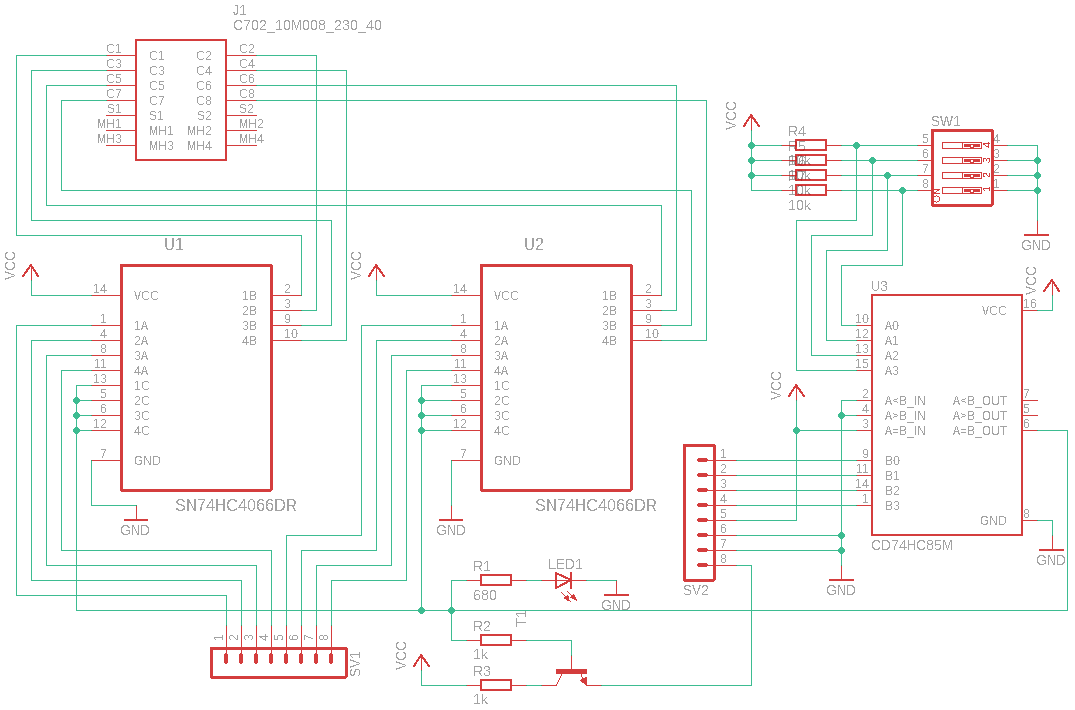 J1
C702_10M008_230_40
C1 C1 C2 C2
C3 C3 C4 C4
C5 C5 C6 C6
C7 C7 C8 C8
S1 S1 S2 S2
MH1 MH1 MH2 MH2
MH3 MH3 MH4 MH4
VCC
R4
R5
10k
10k
SW1
5 4 4
6 3 3
7 2 2
8 1 1
ON
GND
U1
VCC
14 VCC 1B 2
2B 3
1 1A 3B 9
4 2A 4B 10
8 3A
11 4A
13 1C
5 2C
6 3C
12 4C
7 GND
SN74HC4066DR
GND
U2
VCC
14 VCC 1B 2
2B 3
1 1A 3B 9
4 2A 4B 10
8 3A
11 4A
13 1C
5 2C
6 3C
12 4C
7 GND
SN74HC4066DR
GND
U3
VCC
VCC 16
10 A0
12 A1
13 A2
15 A3
VCC
2 A<B_IN A<B_OUT 7
4 A>B_IN A>B_OUT 5
3 A=B_IN A=B_OUT 6
9 B0
11 B1
14 B2
1 B3
GND 8
CD74HC85M
GND
1
2
3
4
5
6
7
8
SV2
GND
R1
680
LED1
GND
R2
1k
T1
VCC
R3
1k
1 2 3 4 5 6 7 8
SV1